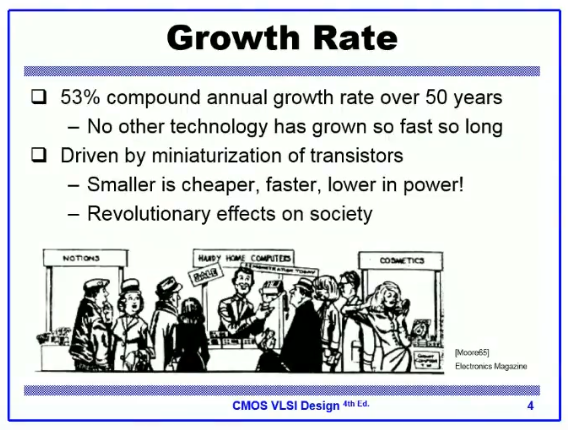 Growth Rate
53% compound annual growth rate over 50 years
– No other technology has grown so fast so long
Driven by miniaturization of transistors
– Smaller is cheaper, faster, lower in power!
– Revolutionary effects on society
NOTIONS
HANDY HOME COMPUTERS
COSMETICS
SALE
[Moore65]
Electronics Magazine
CMOS VLSI Design 4th Ed.
4